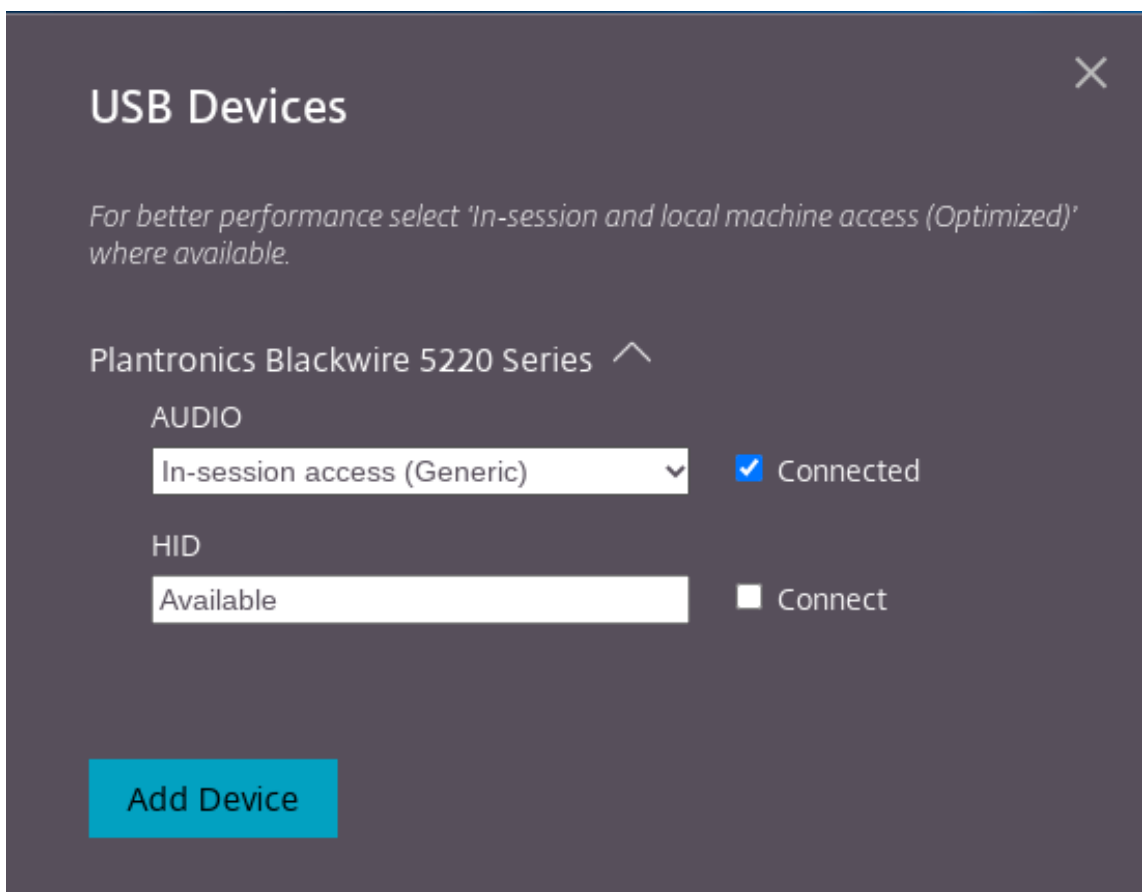 USB Devices
For better performance select 'In-session and local machine access (Optimized)'
where available.
Plantronics Blackwire 5220 Series
AUDIO
In-session access (Generic)
Connected
HID
Available
Connect
Add Device